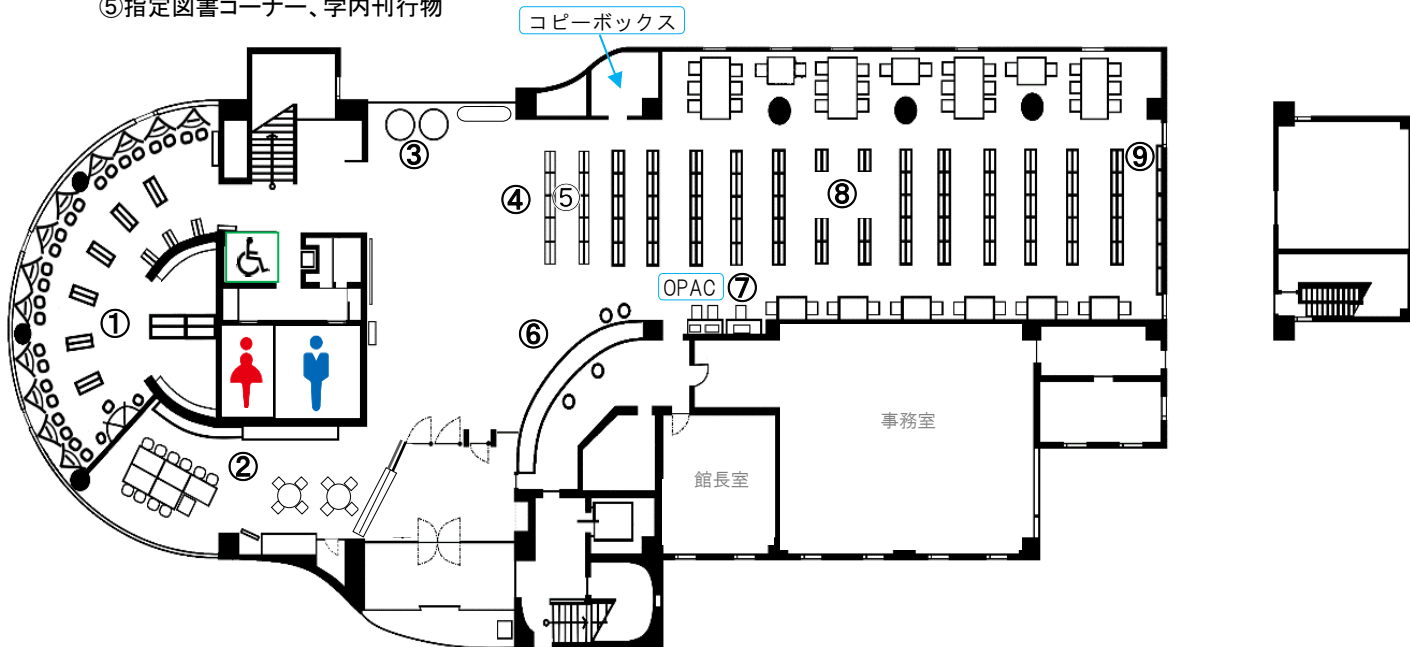 ⑤指定図書コーナー、学内刊行物
コピーボックス
③
⑨
④
⑤
⑧
OPAC
⑦
①
⑥
事務室
②
館長室